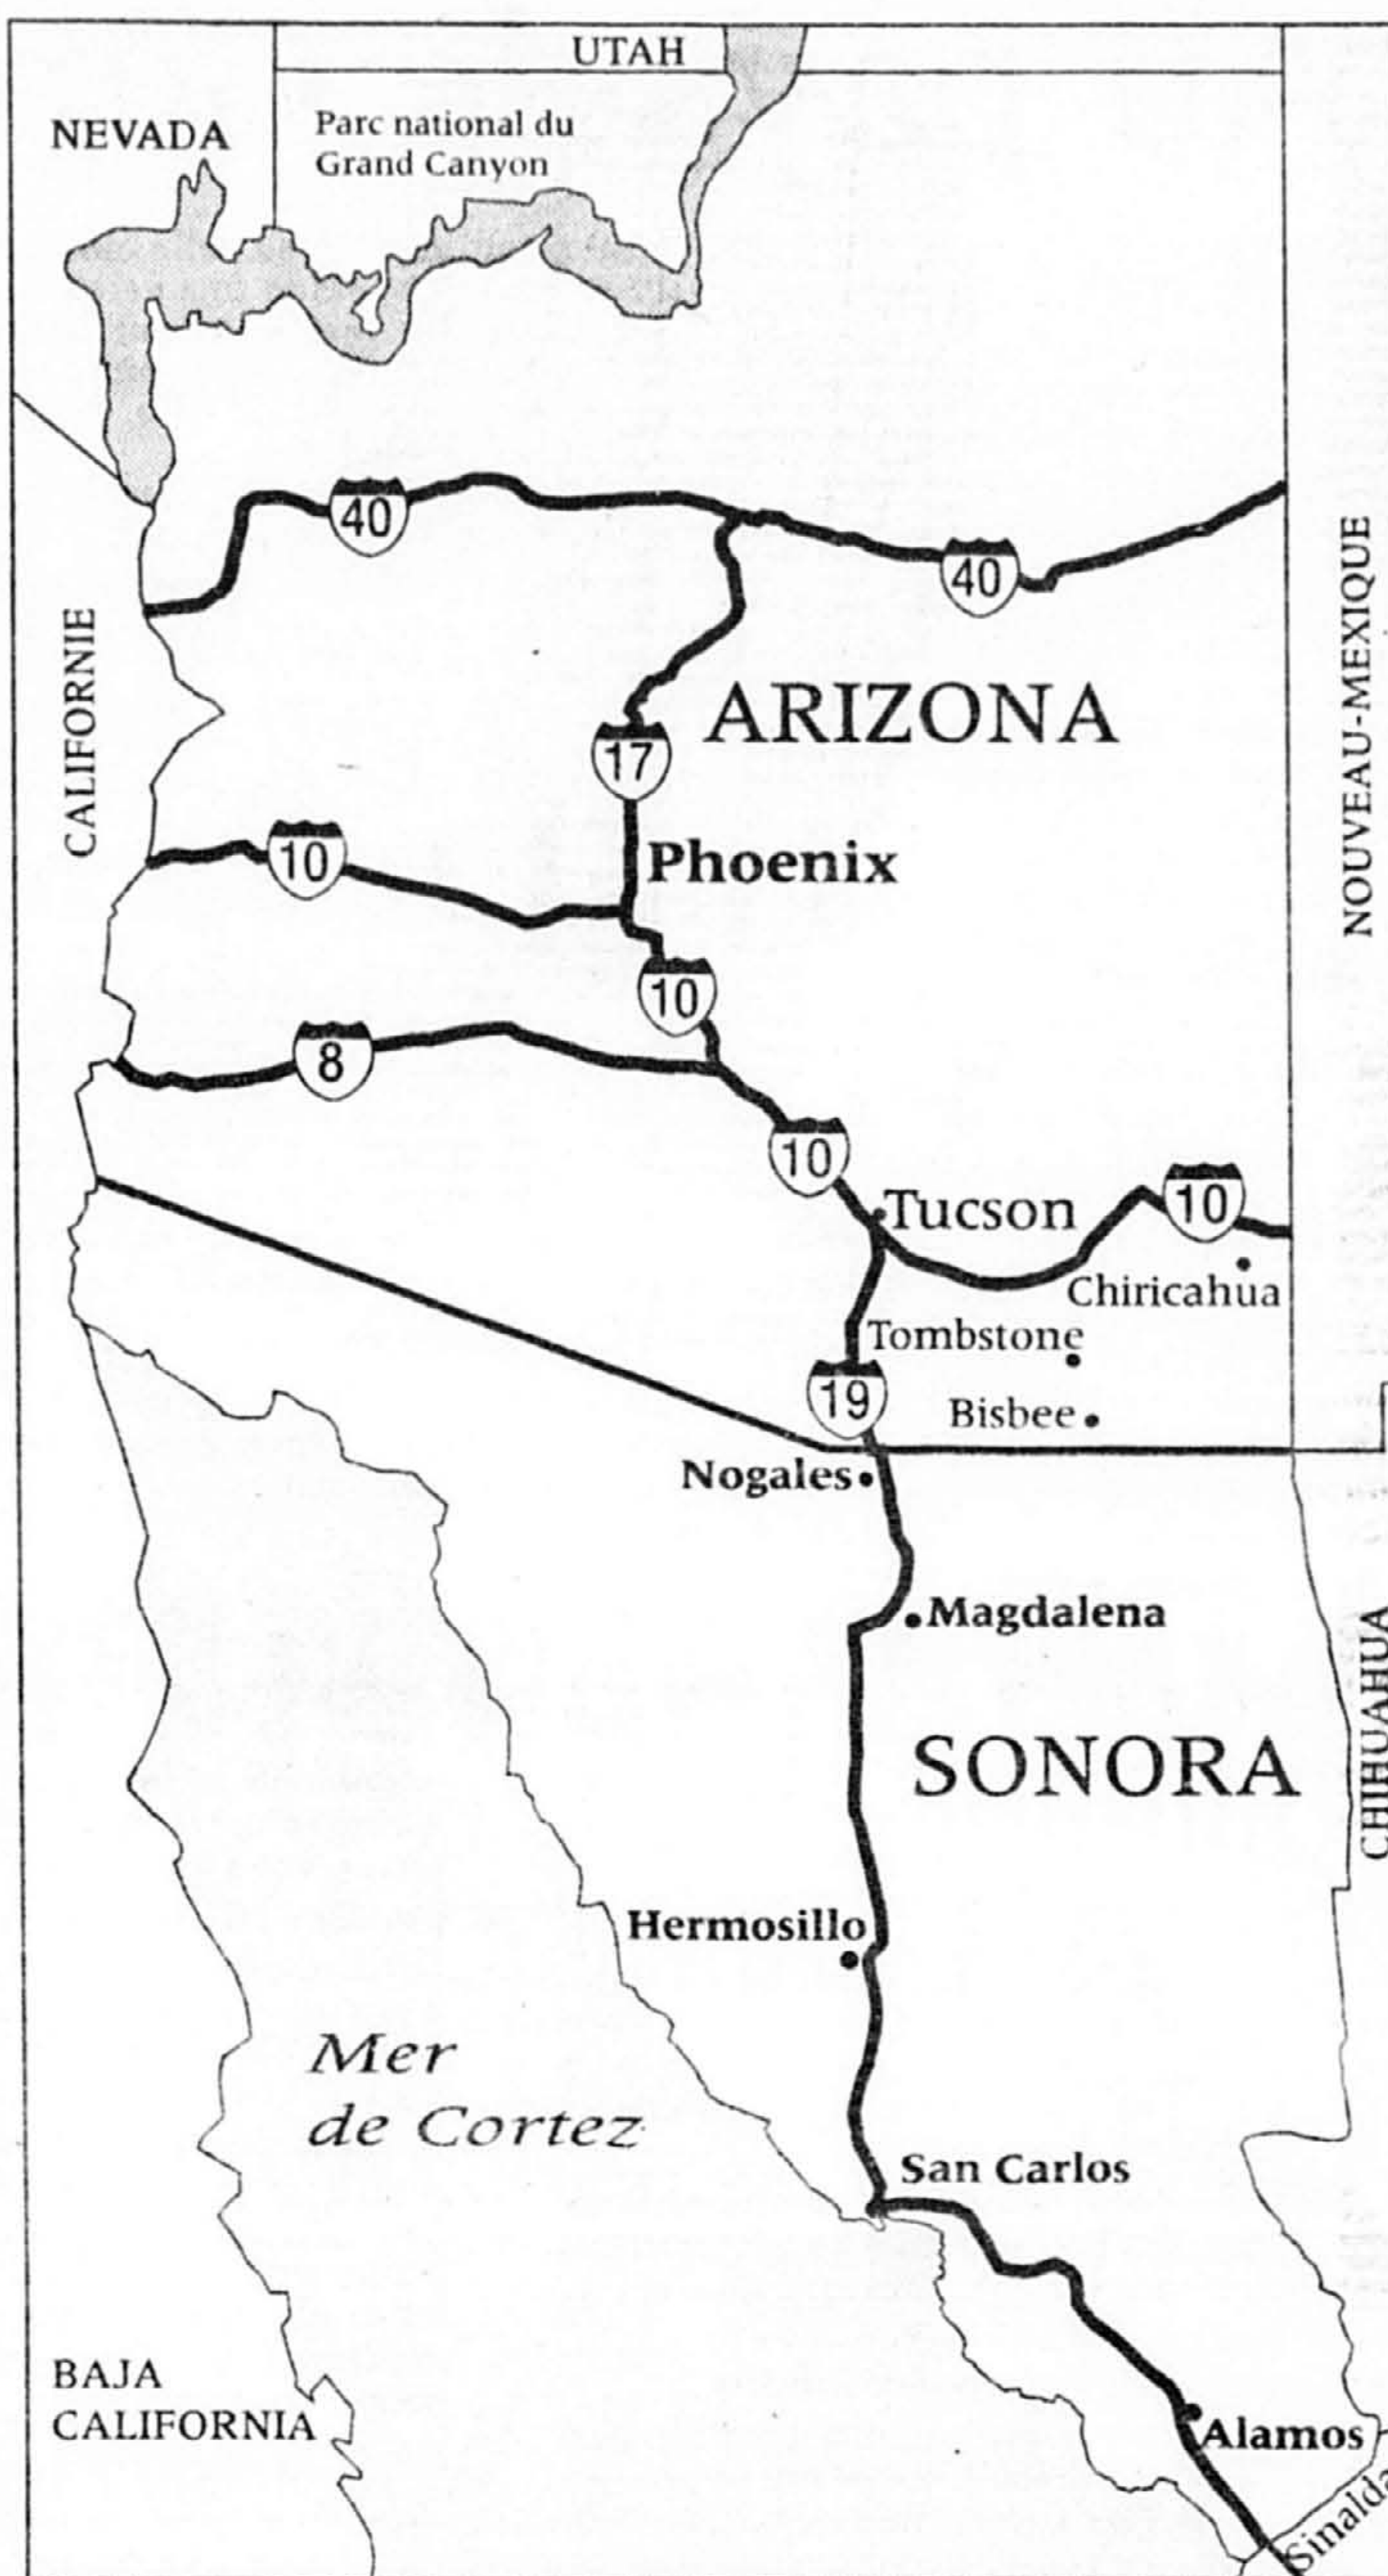 UTAH
NEVADA
Parc national du
Grand Canyon
40
40
CALIFORNIE
NOUVEAU-MEXIQUE
ARIZONA
17
10
Phoenix
10
8
10
Tucson
10
Chiricahua
Tombstone
19
Bisbee
Nogales
Magdalena
SONORA
CHIHUAHUA
Hermosillo
Mer
de Cortez
San Carlos
BAJA
CALIFORNIA
Alamos
Sinalda